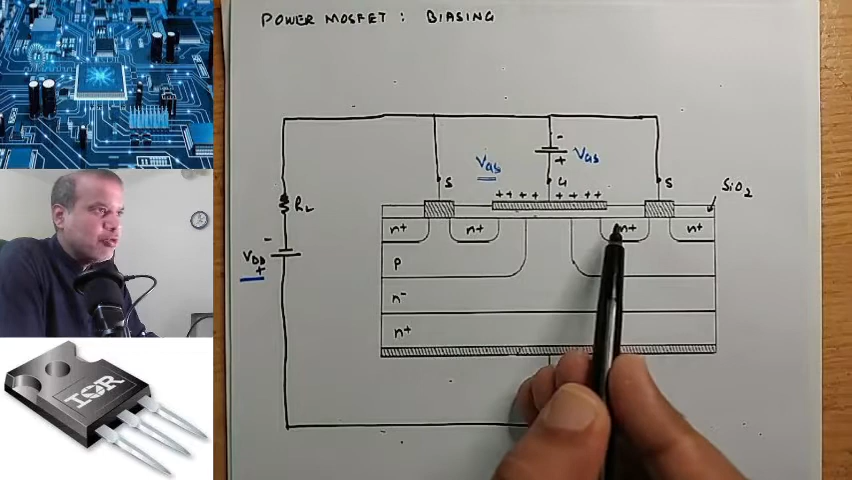 POWER MOSFET : BIASING
-
+
VGS
VGS
S
G
S
SiO2
++++ ++++
RL
-
VDD
+
n+
n+
n+
n+
P
n-
n+
IOR